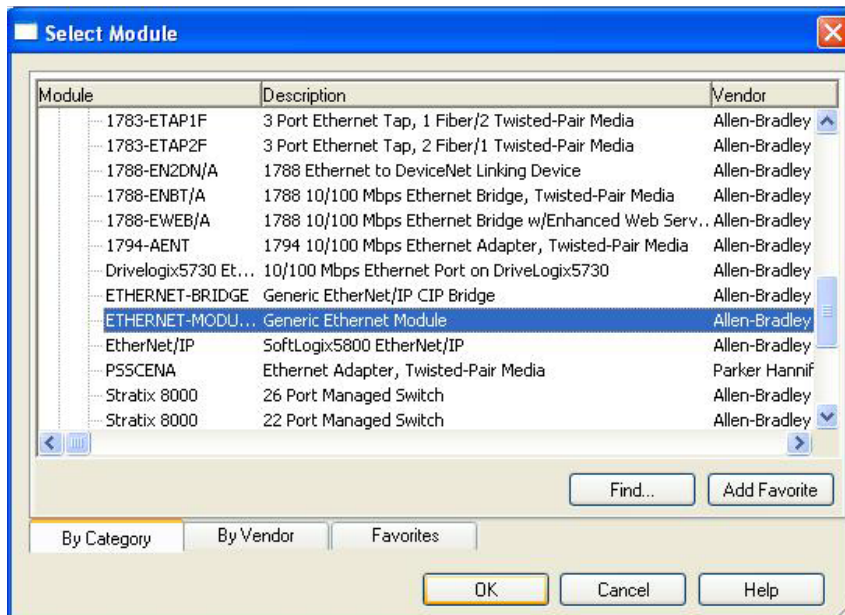 Select Module
Module Description Vendor
1783-ETAP1F 3 Port Ethernet Tap, 1 Fiber/2 Twisted-Pair Media Allen-Bradley
1783-ETAP2F 3 Port Ethernet Tap, 2 Fiber/1 Twisted-Pair Media Allen-Bradley
1788-EN2DN/A 1788 Ethernet to DeviceNet Linking Device Allen-Bradley
1788-ENBT/A 1788 10/100 Mbps Ethernet Bridge, Twisted-Pair Media Allen-Bradley
1788-EWEB/A 1788 10/100 Mbps Ethernet Bridge w/Enhanced Web Serv... Allen-Bradley
1794-AENT 1794 10/100 Mbps Ethernet Adapter, Twisted-Pair Media Allen-Bradley
Drivelogix5730 Et... 10/100 Mbps Ethernet Port on DriveLogix5730 Allen-Bradley
ETHERNET-BRIDGE Generic EtherNet/IP CIP Bridge Allen-Bradley
ETHERNET-MODU... Generic Ethernet Module Allen-Bradley
EtherNet/IP SoftLogix5800 EtherNet/IP Allen-Bradley
PSSCENA Ethernet Adapter, Twisted-Pair Media Parker Hannif
Stratix 8000 26 Port Managed Switch Allen-Bradley
Stratix 8000 22 Port Managed Switch Allen-Bradley
Find... Add Favorite
By Category By Vendor Favorites
OK Cancel Help